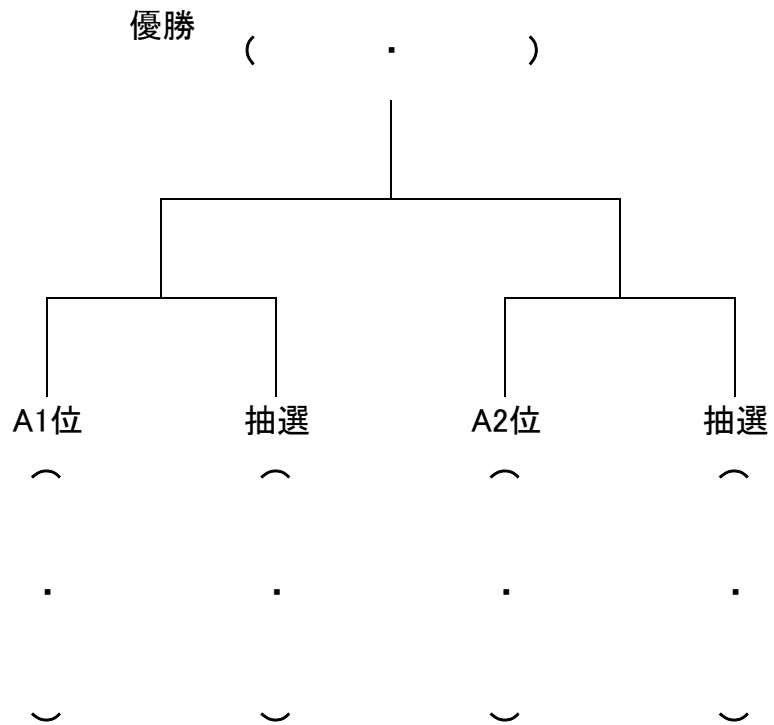 優勝
( ・ )
A1位 抽選 A2位 抽選
( ・ ) ( ・ ) ( ・ ) ( ・ )